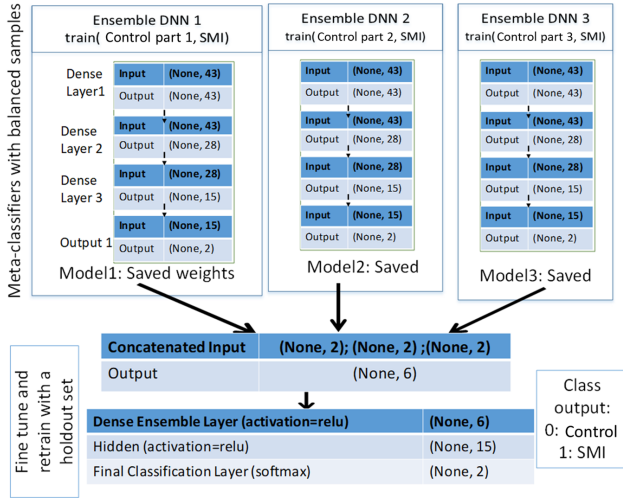 Meta-classifiers with balanced samples
Ensemble DNN 1
train( Control part 1, SMI)
Dense
Layer1
Input (None, 43)
Output (None, 43)
Dense
Layer 2
Input (None, 43)
Output (None, 28)
Dense
Layer 3
Input (None, 28)
Output (None, 15)
Output 1
Input (None, 15)
Output (None, 2)
Model1: Saved weights
Ensemble DNN 2
train( Control part 2, SMI)
Input (None, 43)
Output (None, 43)
Input (None, 43)
Output (None, 28)
Input (None, 28)
Output (None, 15)
Input (None, 15)
Output (None, 2)
Model2: Saved
Ensemble DNN 3
train( Control part 3, SMI)
Input (None, 43)
Output (None, 43)
Input (None, 43)
Output (None, 28)
Input (None, 28)
Output (None, 15)
Input (None, 15)
Output (None, 2)
Model3: Saved
Concatenated Input (None, 2); (None, 2) ;(None, 2)
Output (None, 6)
Fine tune and
retrain with a
holdout set
Dense Ensemble Layer (activation=relu) (None, 6)
Hidden (activation=relu) (None, 15)
Final Classification Layer (softmax) (None, 2)
Class
output:
0: Control
1: SMI